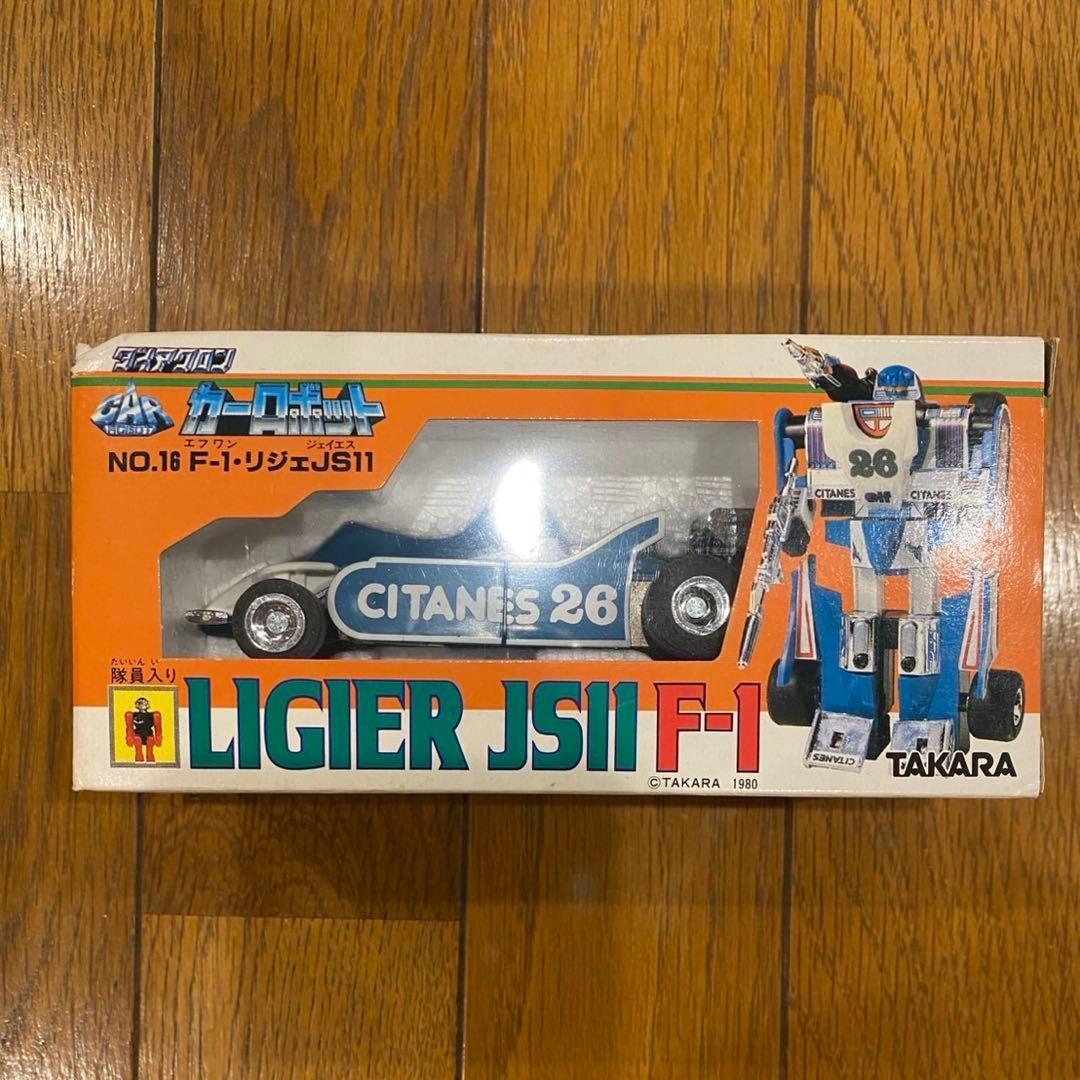 ダイアクロン
CAR ROBOT
カーロボット
エフワン ジェイエス
NO.16 F-1・リジェJS11
26
CITANES elf CITANES
CITANES 26
たいいん い
隊員入り
LIGIER JS11 F-1
CITANES
TAKARA
©TAKARA 1980